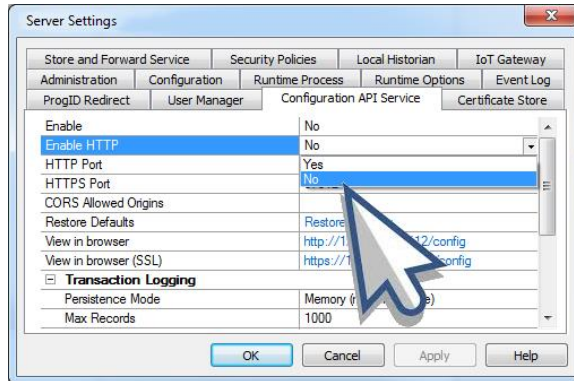 Server Settings
Store and Forward Service Security Policies Local Historian IoT Gateway
Administration Configuration Runtime Process Runtime Options Event Log
ProgID Redirect User Manager Configuration API Service Certificate Store
Enable No
Enable HTTP No
HTTP Port Yes
HTTPS Port No
CORS Allowed Origins
Restore Defaults Restore
View in browser http://1 12/config
View in browser (SSL) https://1 config
Transaction Logging
Persistence Mode Memory
Max Records 1000
OK Cancel Apply Help